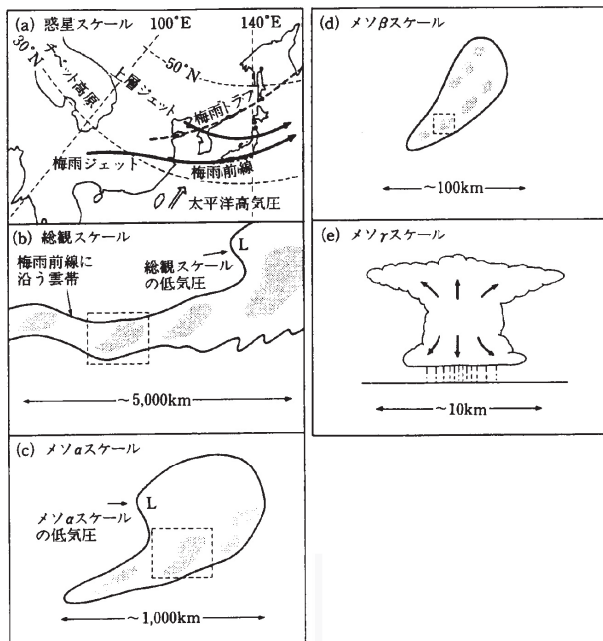 (a) 惑星スケール
100°E
140°E
30°N
チベット高原
上層ジェット
50°N
梅雨トラフ
梅雨ジェット
梅雨前線
太平洋高気圧
(b) 総観スケール
梅雨前線に
沿う雲帯
L
総観スケール
の低気圧
~5,000km
(c) メソαスケール
L
メソαスケール
の低気圧
~1,000km
(d) メソβスケール
~100km
(e) メソγスケール
~10km